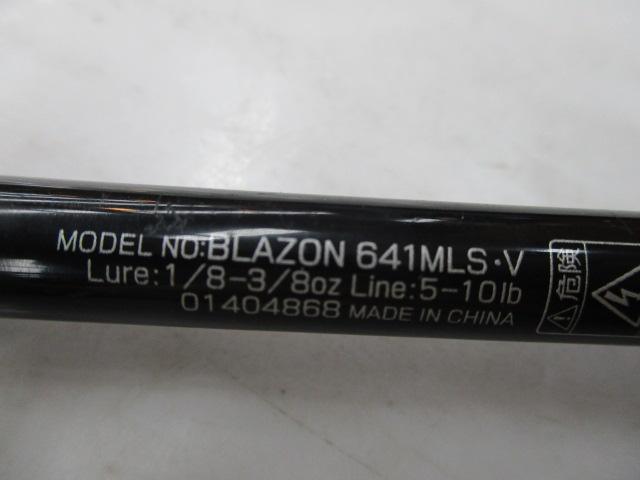 MODEL NO:BLAZON 641MLS·V
Lure:1/8-3/8oz Line:5-10lb
01404868 MADE IN CHINA
危険